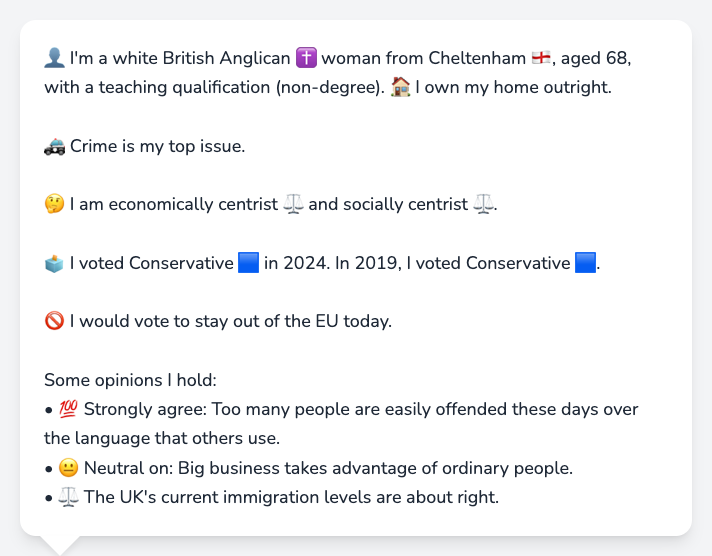 👤 I'm a white British Anglican ✝️ woman from Cheltenham 🏴󠁧󠁢󠁥󠁮󠁧󠁿, aged 68,
with a teaching qualification (non-degree). 🏠 I own my home outright.
🚓 Crime is my top issue.
🤔 I am economically centrist ⚖️ and socially centrist ⚖️.
🗳️ I voted Conservative 🟦 in 2024. In 2019, I voted Conservative 🟦.
🚫 I would vote to stay out of the EU today.
Some opinions I hold:
• 💯 Strongly agree: Too many people are easily offended these days over
the language that others use.
• 😐 Neutral on: Big business takes advantage of ordinary people.
• ⚖️ The UK's current immigration levels are about right.